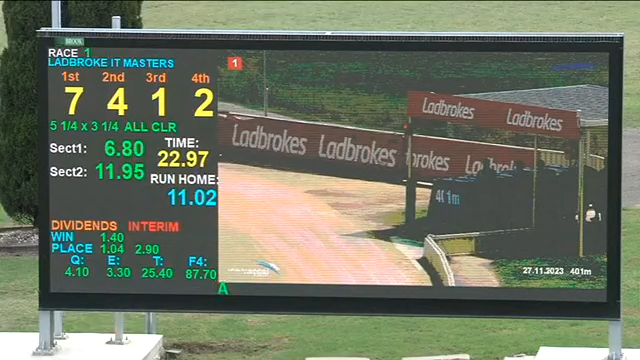 BROOK
RACE 1
LADBROKE IT MASTERS
1st 2nd 3rd 4th
7 4 1 2
5 1/4 x 3 1/4 ALL CLR
Sect1: 6.80
TIME:
22.97
Sect2: 11.95
RUN HOME:
11.02
DIVIDENDS INTERIM
WIN 1.40
PLACE 1.04 2.90
Q: E: T: F4:
4.10 3.30 25.40 87.70
A
1
Ladbrokes Ladbrokes
Ladbrokes Ladbrokes
401m
27.11.2023 401m